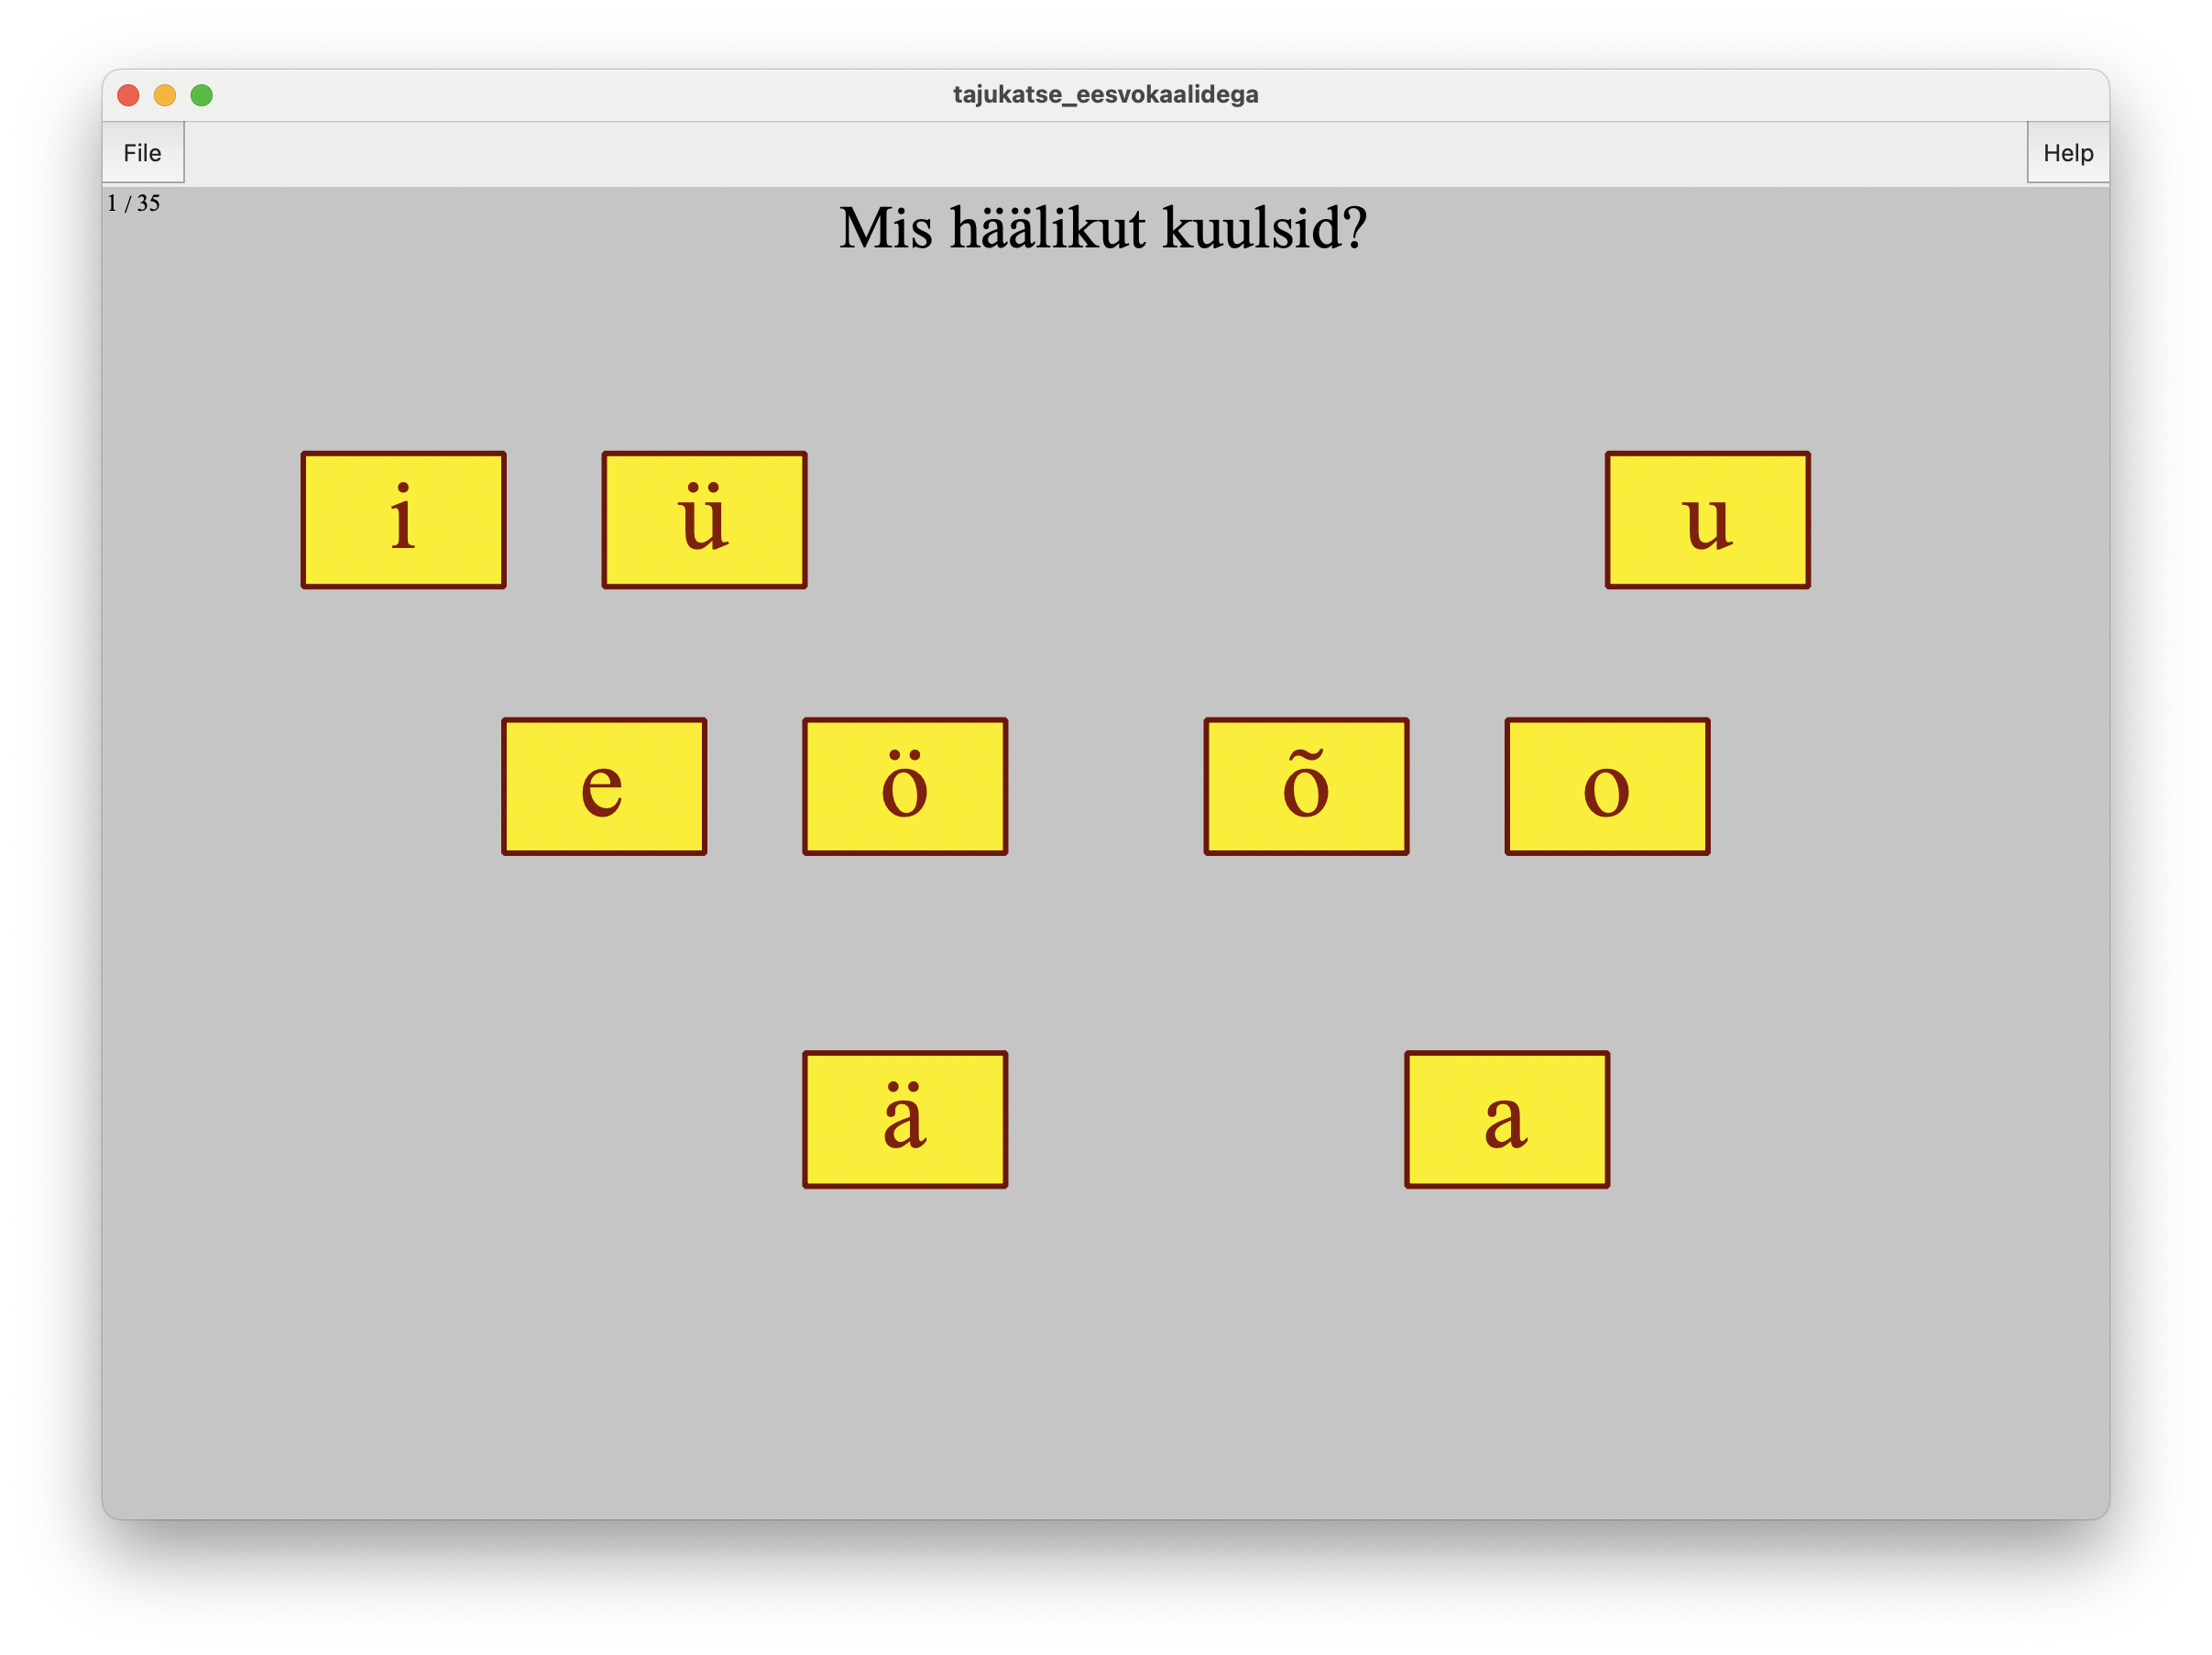 tajukatse_eesvokaalidega
File Help
1 / 35
Mis häälikut kuulsid?
i ü u
e ö õ o
ä a